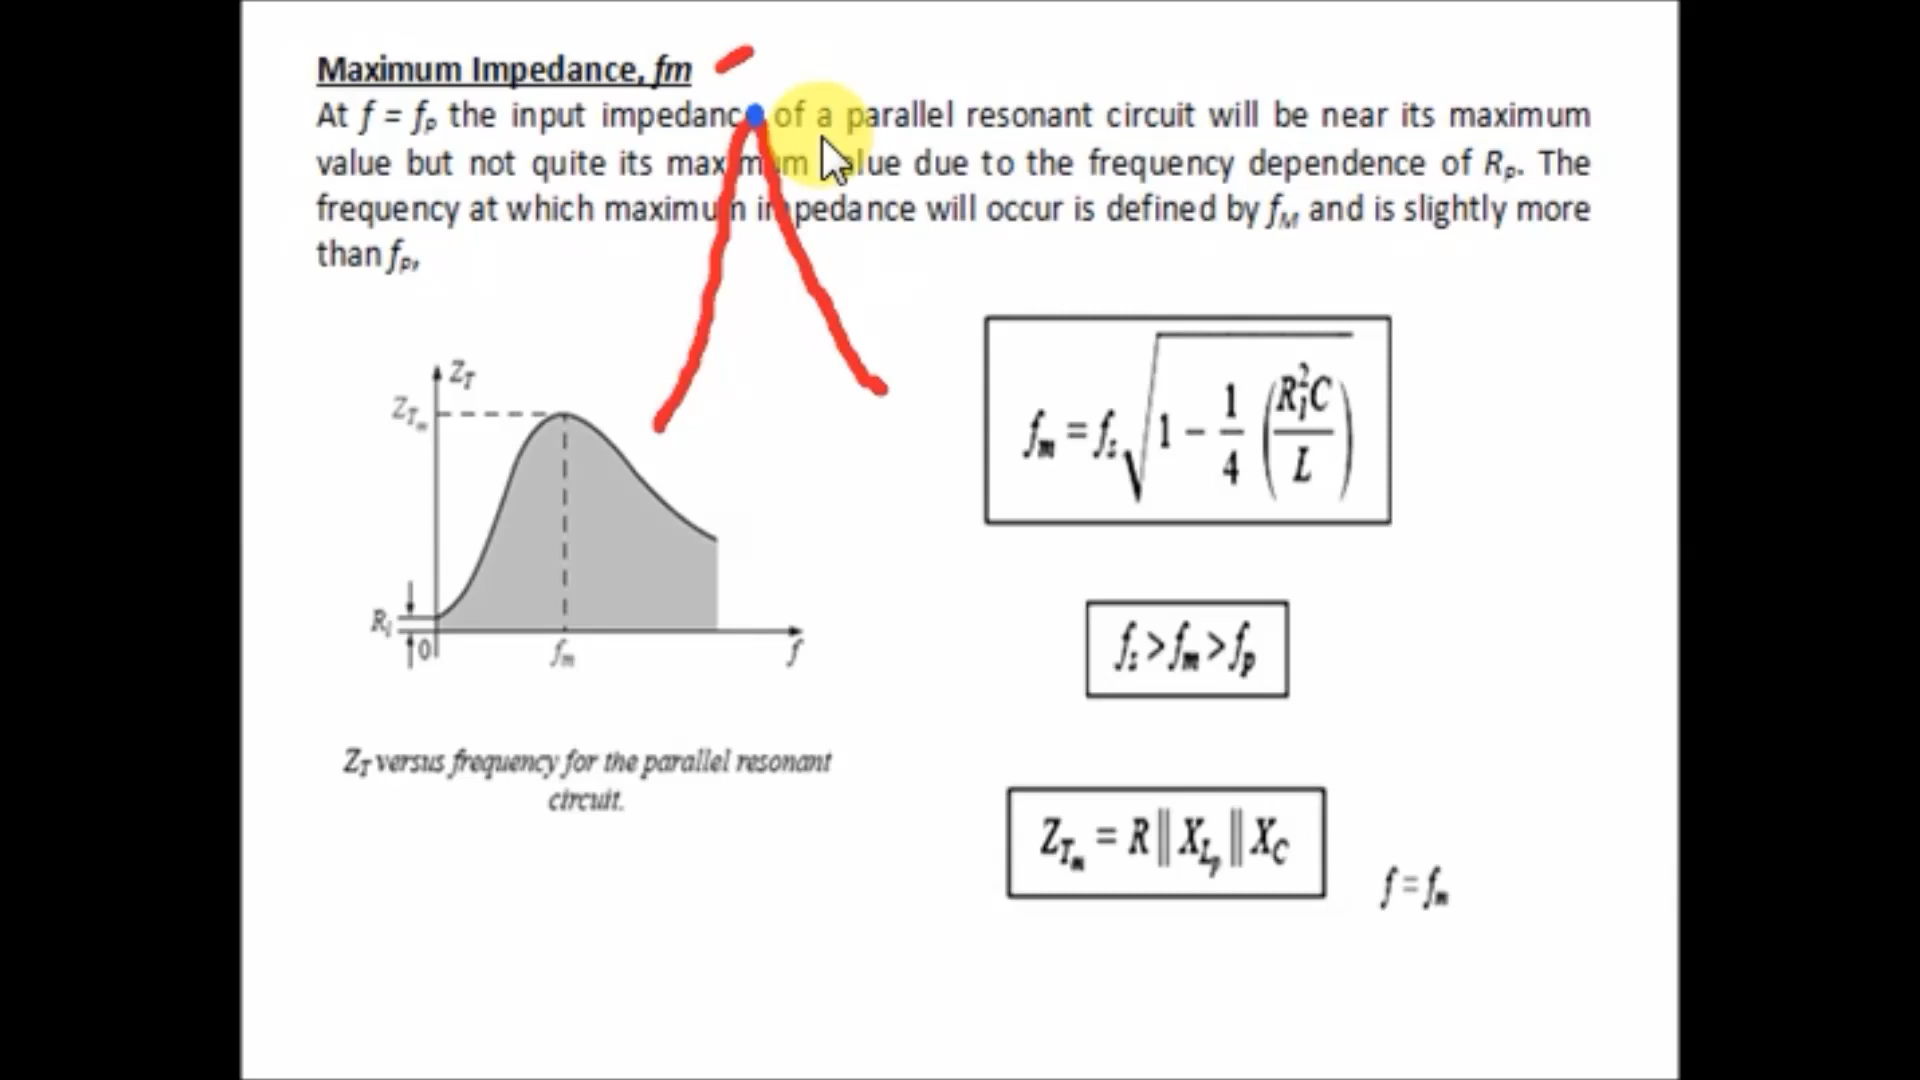 Maximum Impedance, fm
At f = fp the input impedance of a parallel resonant circuit will be near its maximum
value but not quite its maximum value due to the frequency dependence of Rp. The
frequency at which maximum impedance will occur is defined by fM and is slightly more
than fp,
ZT
ZTm
Rl
0
fm
f
ZT versus frequency for the parallel resonant
circuit.
fm = fs √(1 − 1/4 (Rl²C/L))
fs > fm > fp
ZTm = R || XLp || XC
f = fm